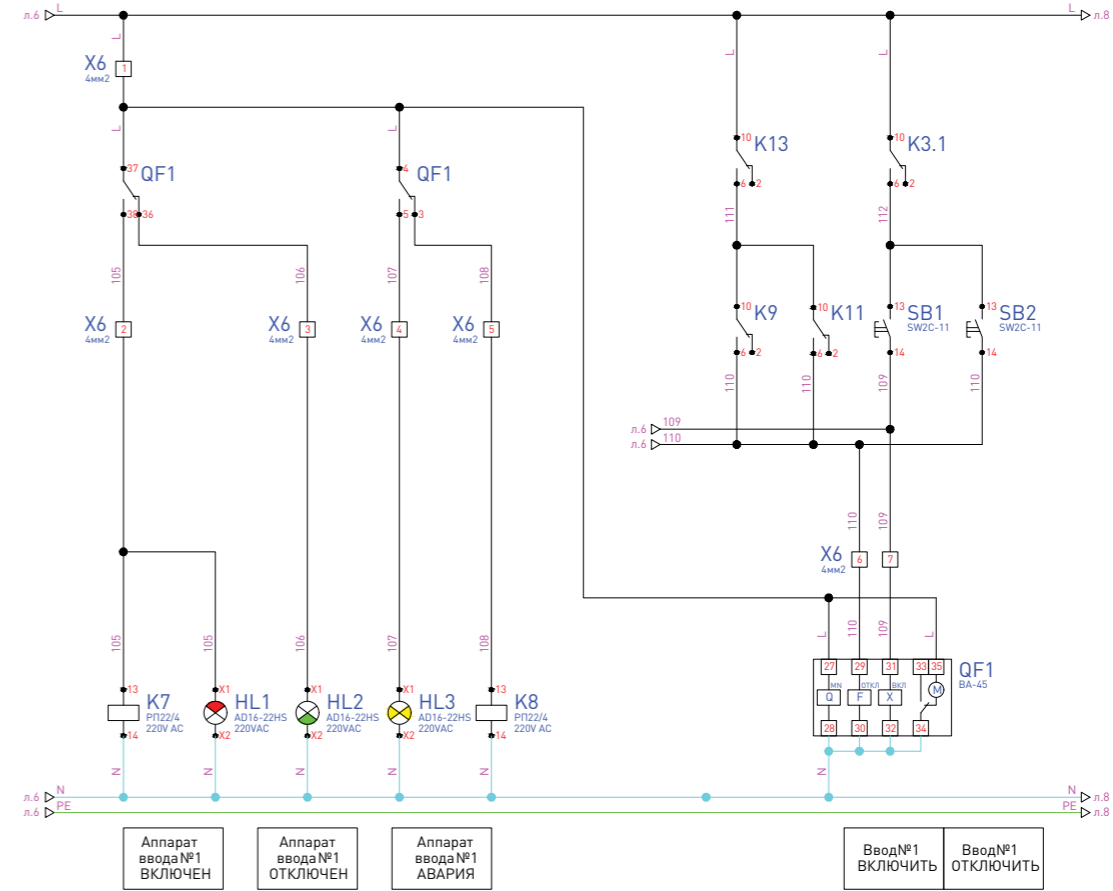 л.6 L L л.8
L L L
X6 1
4мм2
L L
37 QF1 4 QF1 10 K13 10 K3.1
38 36 5 3 6 2 6 2
111 112
105 106 107 108
10 K9 10 K11 13 SB1 13 SB2
SW2C-11 SW2C-11
X6 2 X6 3 X6 4 X6 5
4мм2 4мм2 4мм2 4мм2
6 2 6 2 14 14
110 110 109 110
л.6 109
л.6 110
110 109
X6 6 7
4мм2
105 105 106 107 108 L 110 109 L
27 29 31 33 35 QF1
BA-45
MN ОТКЛ ВКЛ
Q F X M
28 30 32 34
13 K7 X1 HL1 X1 HL2 X1 HL3 13 K8
РП22/4 AD16-22HS AD16-22HS AD16-22HS РП22/4
220V AC 220VAC 220VAC 220VAC 220V AC
14 X2 X2 X2 14
N N N N N N
л.6 N N л.8
л.6 PE PE л.8
Аппарат
ввода№1
ВКЛЮЧЕН
Аппарат
ввода№1
ОТКЛЮЧЕН
Аппарат
ввода№1
АВАРИЯ
Ввод№1
ВКЛЮЧИТЬ
Ввод№1
ОТКЛЮЧИТЬ